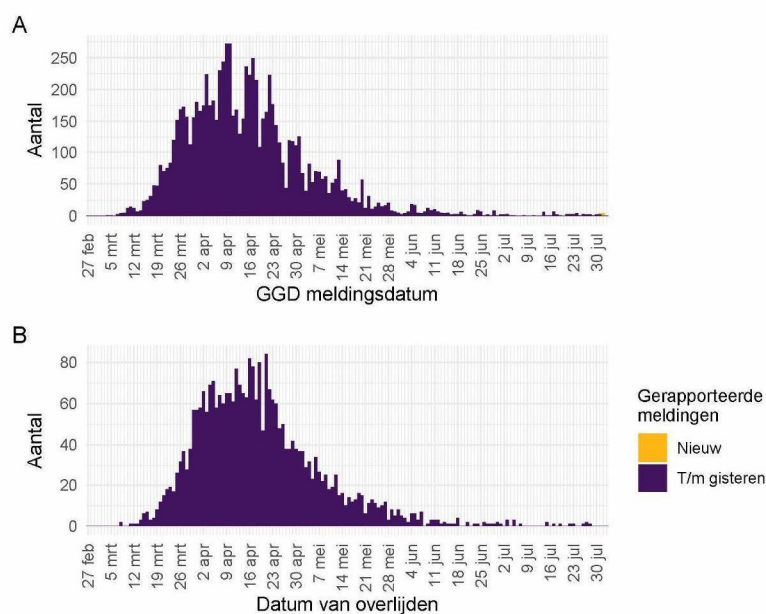 A
250
200
150
100
50
0
Aantal
27 feb
5 mrt
12 mrt
19 mrt
26 mrt
2 apr
9 apr
16 apr
23 apr
30 apr
7 mei
14 mei
21 mei
28 mei
4 jun
11 jun
18 jun
25 jun
2 jul
9 jul
16 jul
23 jul
30 jul
GGD meldingsdatum
B
80
60
40
20
0
Aantal
27 feb
5 mrt
12 mrt
19 mrt
26 mrt
2 apr
9 apr
16 apr
23 apr
30 apr
7 mei
14 mei
21 mei
28 mei
4 jun
11 jun
18 jun
25 jun
2 jul
9 jul
16 jul
23 jul
30 jul
Datum van overlijden
Gerapporteerde
meldingen
Nieuw
T/m gisteren